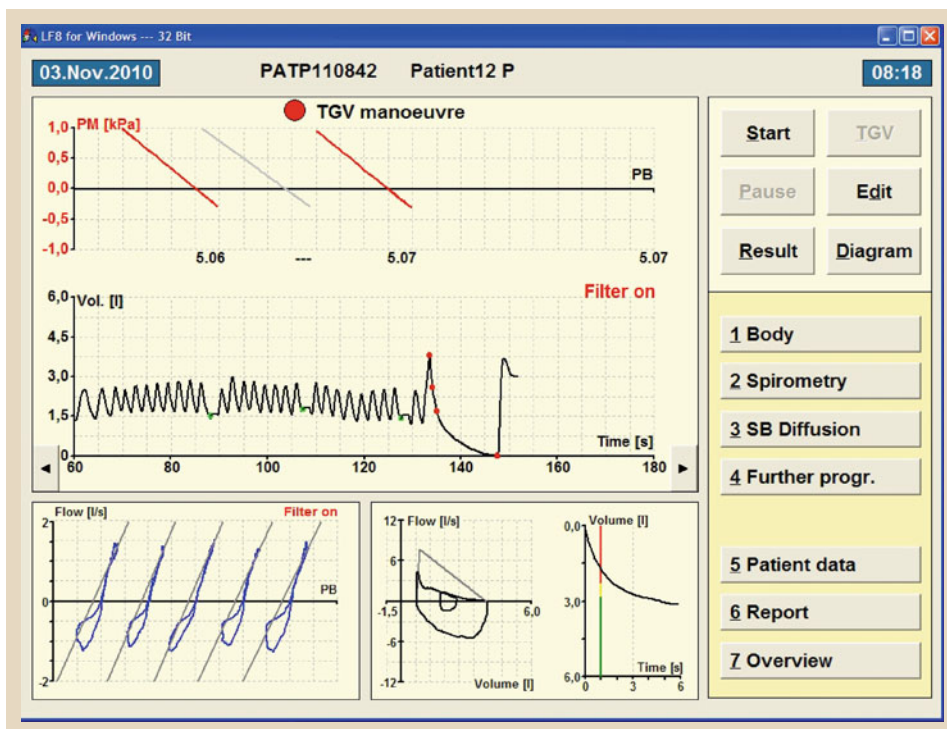 LF8 for Windows --- 32 Bit
03.Nov.2010 PATP110842 Patient12 P 08:18
TGV manoeuvre
PM [kPa]
1,0
0,5
0,0
-0,5
-1,0
PB
5.06 --- 5.07 5.07
Filter on
Vol. [l]
6,0
4,5
3,0
1,5
0
Time [s]
60 80 100 120 140 160 180
Flow [l/s] Filter on
2
0
-2
PB
Flow [l/s]
12
6
-1,5 6,0
-6
-12
Volume [l]
Volume [l]
0,0
3,0
6,0
Time [s]
0 3 6
Start TGV
Pause Edit
Result Diagram
1 Body
2 Spirometry
3 SB Diffusion
4 Further progr.
5 Patient data
6 Report
7 Overview